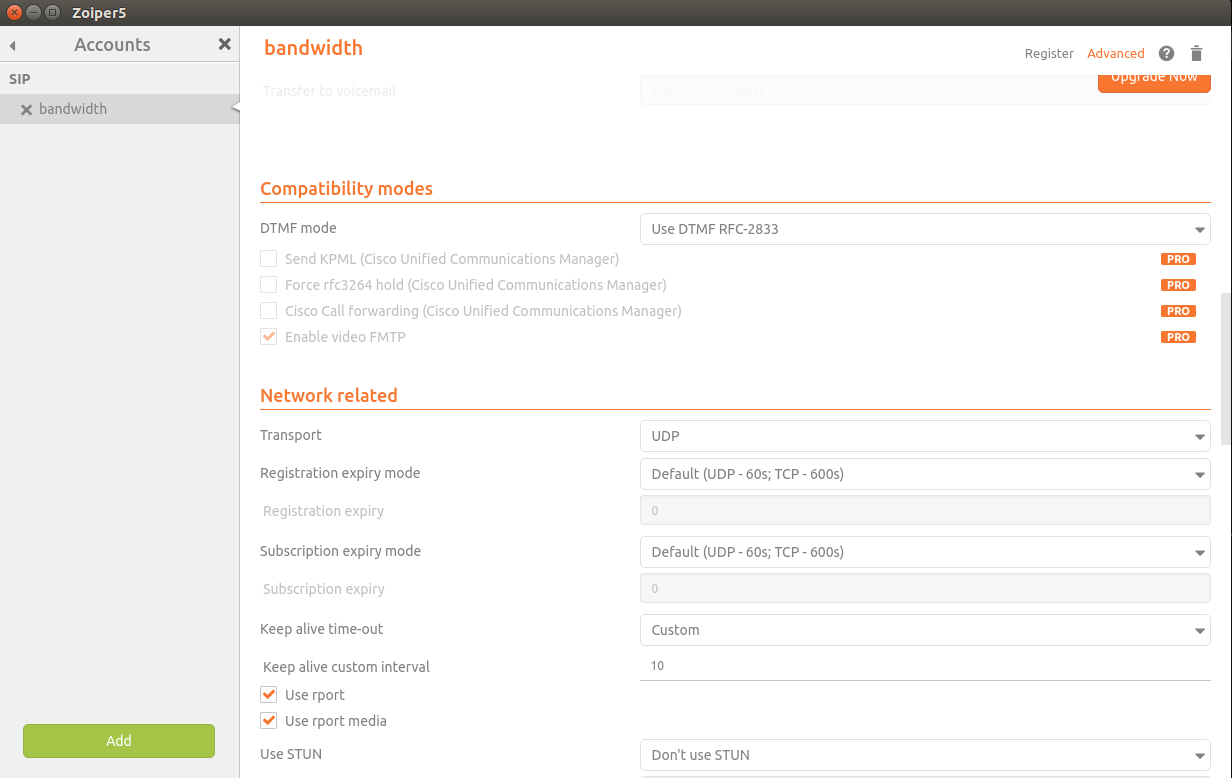 Zoiper5
Accounts
SIP
bandwidth
Add
bandwidth
Register Advanced
Transfer to voicemail Transfer to voicemail Upgrade Now
Compatibility modes
DTMF mode Use DTMF RFC-2833
Send KPML (Cisco Unified Communications Manager) PRO
Force rfc3264 hold (Cisco Unified Communications Manager) PRO
Cisco Call forwarding (Cisco Unified Communications Manager) PRO
Enable video FMTP PRO
Network related
Transport UDP
Registration expiry mode Default (UDP - 60s; TCP - 600s)
Registration expiry 0
Subscription expiry mode Default (UDP - 60s; TCP - 600s)
Subscription expiry 0
Keep alive time-out Custom
Keep alive custom interval 10
Use rport
Use rport media
Use STUN Don't use STUN